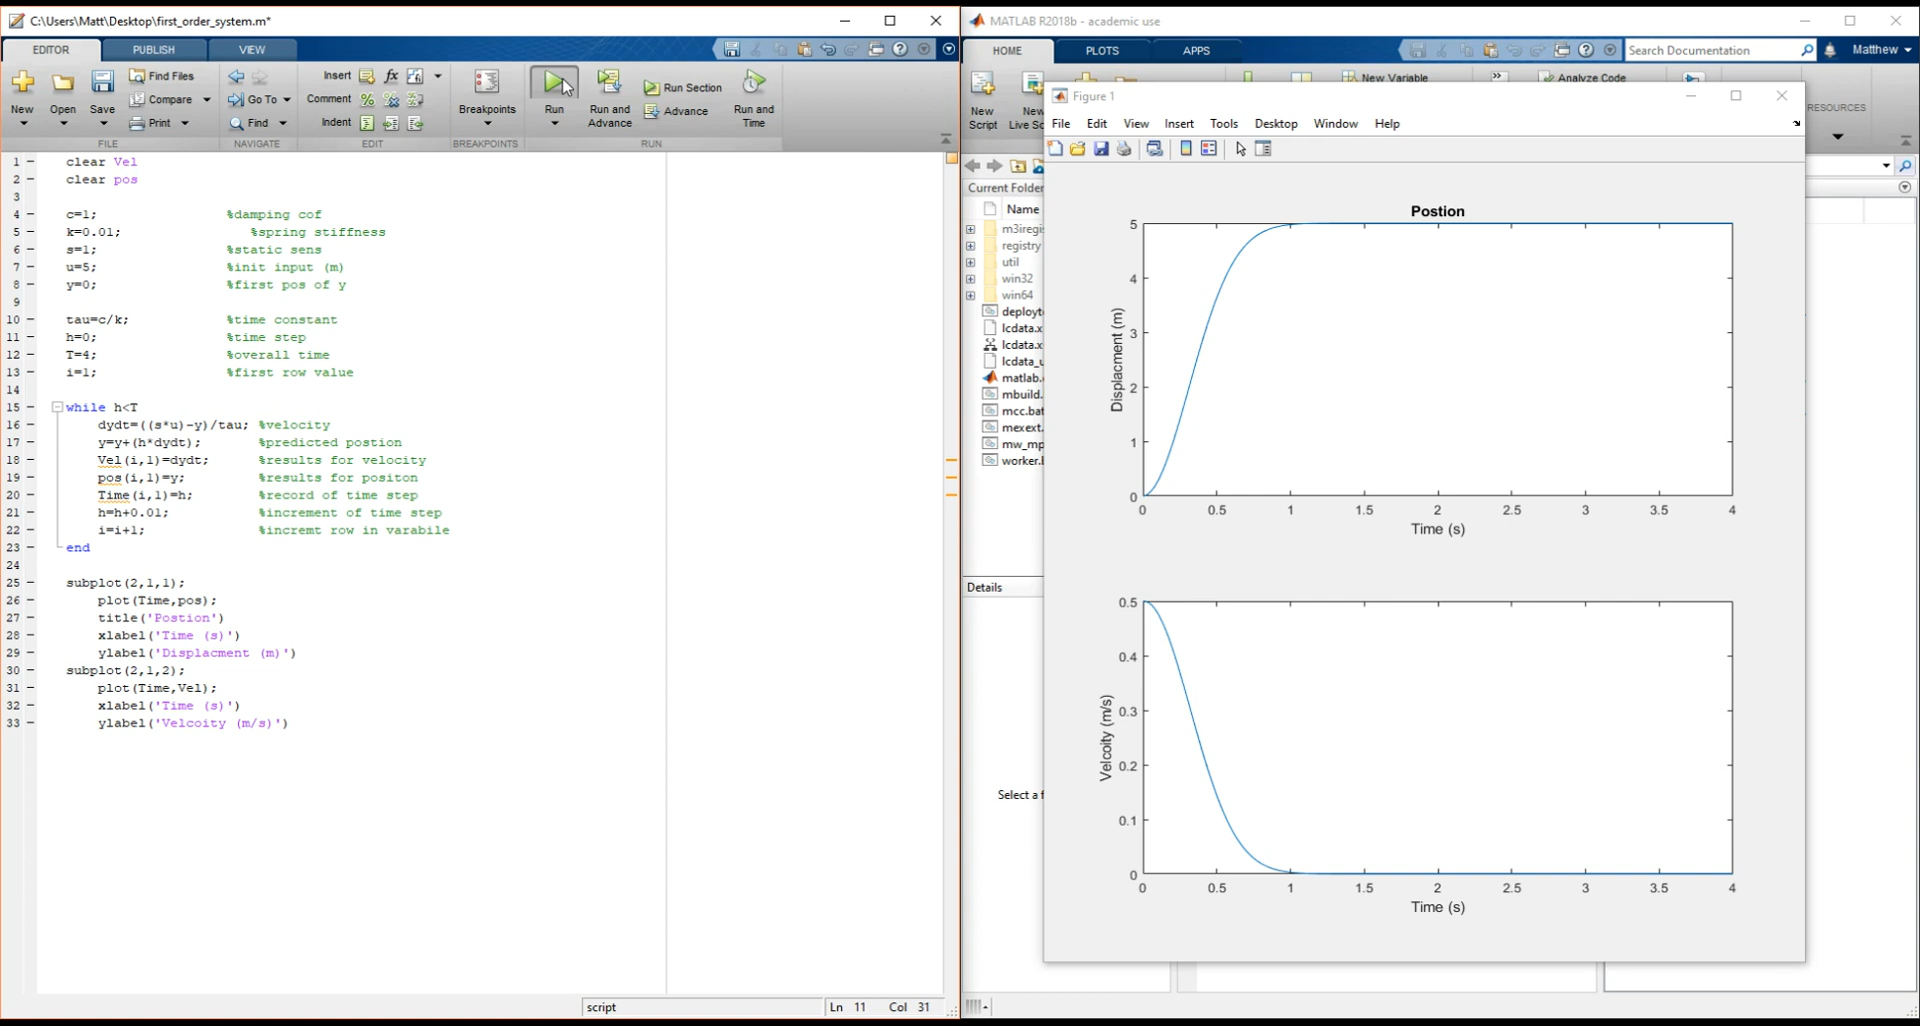 C:\Users\Matt\Desktop\first_order_system.m*
EDITOR PUBLISH VIEW
New Open Save Find Files Compare Print
FILE
Go To Find
NAVIGATE
Insert fx
Comment
Indent
EDIT
Breakpoints
BREAKPOINTS
Run Run and Advance Run Section Advance Run and Time
RUN
1 - clear Vel
2 - clear pos
3
4 - c=1; %damping cof
5 - k=0.01; %spring stiffness
6 - s=1; %static sens
7 - u=5; %init input (m)
8 - y=0; %first pos of y
9
10 - tau=c/k; %time constant
11 - h=0; %time step
12 - T=4; %overall time
13 - i=1; %first row value
14
15 - while h<T
16 - dydt=((s*u)-y)/tau; %velocity
17 - y=y+(h*dydt); %predicted postion
18 - Vel(i,1)=dydt; %results for velocity
19 - pos(i,1)=y; %results for positon
20 - Time(i,1)=h; %record of time step
21 - h=h+0.01; %increment of time step
22 - i=i+1; %incremt row in varabile
23 - end
24
25 - subplot(2,1,1);
26 - plot(Time,pos);
27 - title('Postion')
28 - xlabel('Time (s)')
29 - ylabel('Displacment (m)')
30 - subplot(2,1,2);
31 - plot(Time,Vel);
32 - xlabel('Time (s)')
33 - ylabel('Velcoity (m/s)')
script Ln 11 Col 31
MATLAB R2018b - academic use
HOME PLOTS APPS
Search Documentation Matthew
New Script
New Live Sc
New Variable
Analyze Code
RESOURCES
Current Folder
Name
m3regis
registry
util
win32
win64
deployt
lcdata.x
lcdata.x
lcdata_u
matlab.
mbuild.
mcc.bat
mexext.
mw_mp
worker.
Details
Select a f
Figure 1
File Edit View Insert Tools Desktop Window Help
Postion
Displacment (m)
5
4
3
2
1
0
0 0.5 1 1.5 2 2.5 3 3.5 4
Time (s)
Velcoity (m/s)
0.5
0.4
0.3
0.2
0.1
0
0 0.5 1 1.5 2 2.5 3 3.5 4
Time (s)